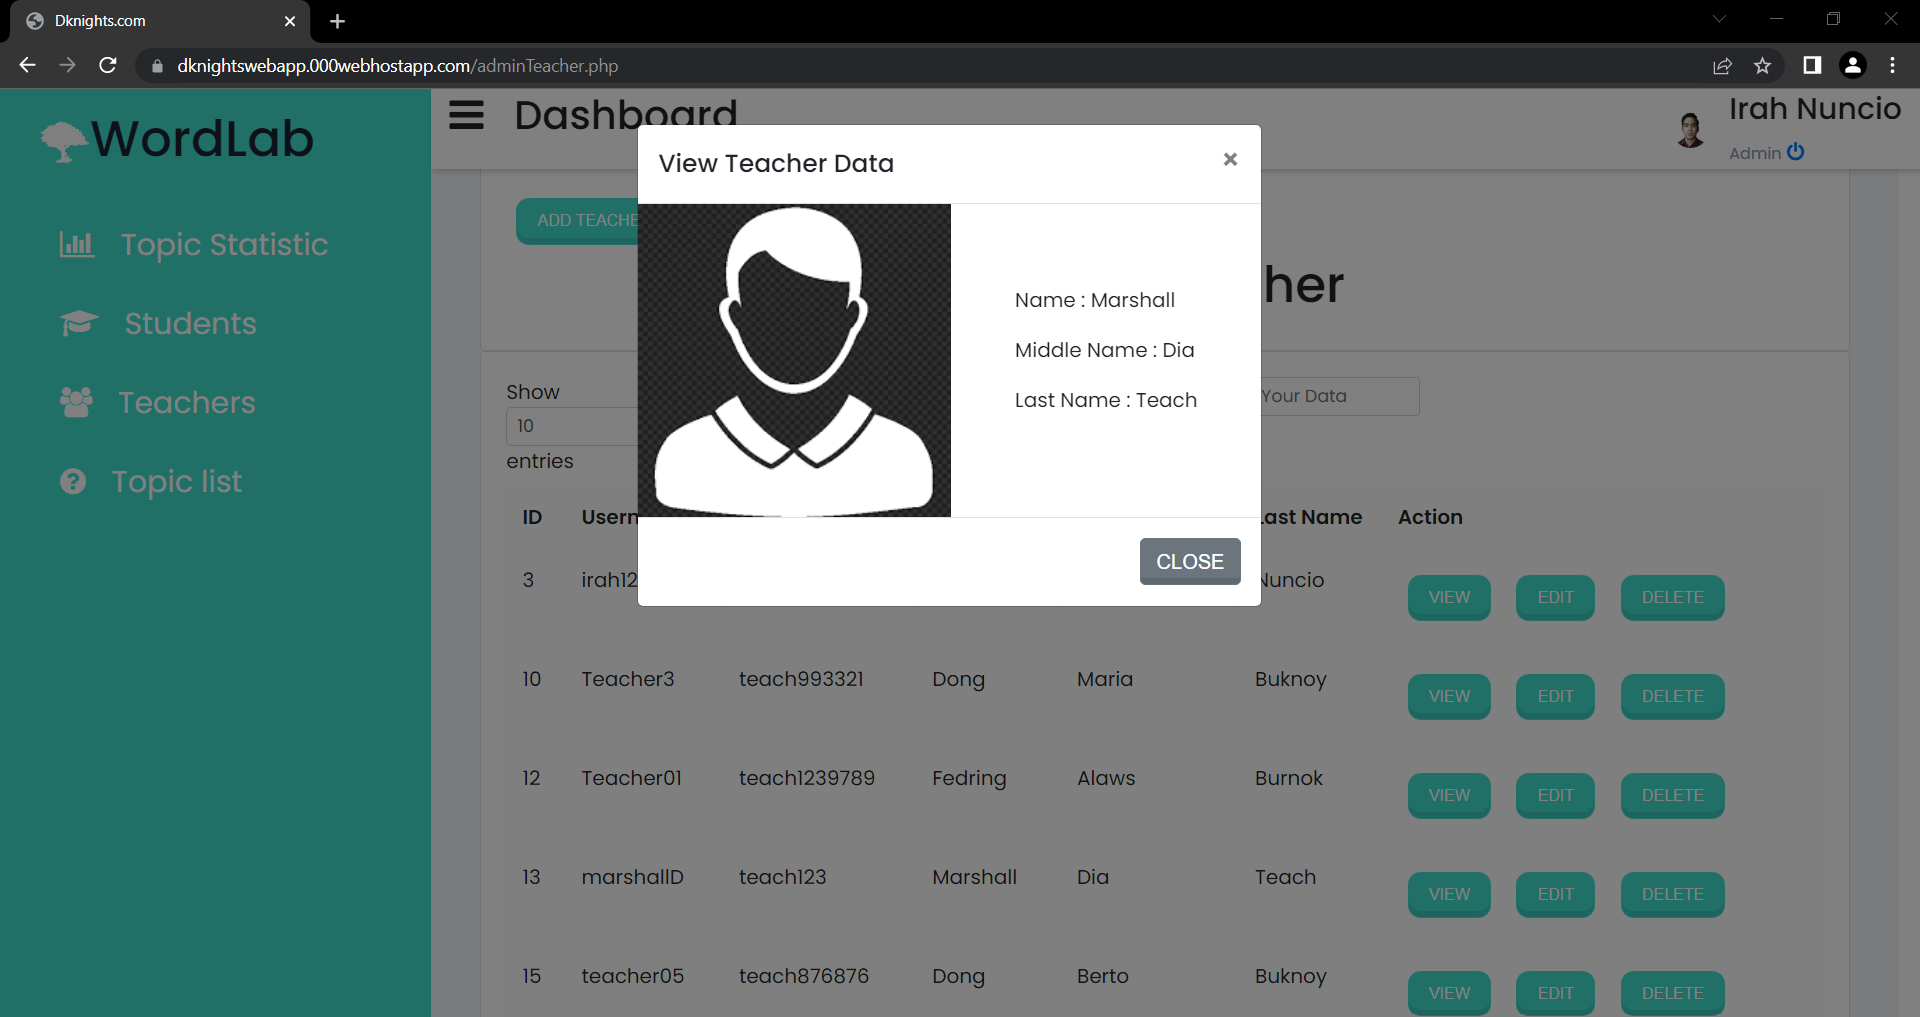 Dknights.com
dknightswebapp.000webhostapp.com/adminTeacher.php
WordLab
Topic Statistic
Students
Teachers
Topic list
Dashboard
Irah Nuncio
Admin
View Teacher Data
×
Name : Marshall
Middle Name : Dia
Last Name : Teach
CLOSE
ADD TEACHE
her
Show
10
entries
Your Data
ID Usern Last Name Action
3 irah12 Nuncio VIEW EDIT DELETE
10 Teacher3 teach993321 Dong Maria Buknoy VIEW EDIT DELETE
12 Teacher01 teach1239789 Fedring Alaws Burnok VIEW EDIT DELETE
13 marshallD teach123 Marshall Dia Teach VIEW EDIT DELETE
15 teacher05 teach876876 Dong Berto Buknoy VIEW EDIT DELETE